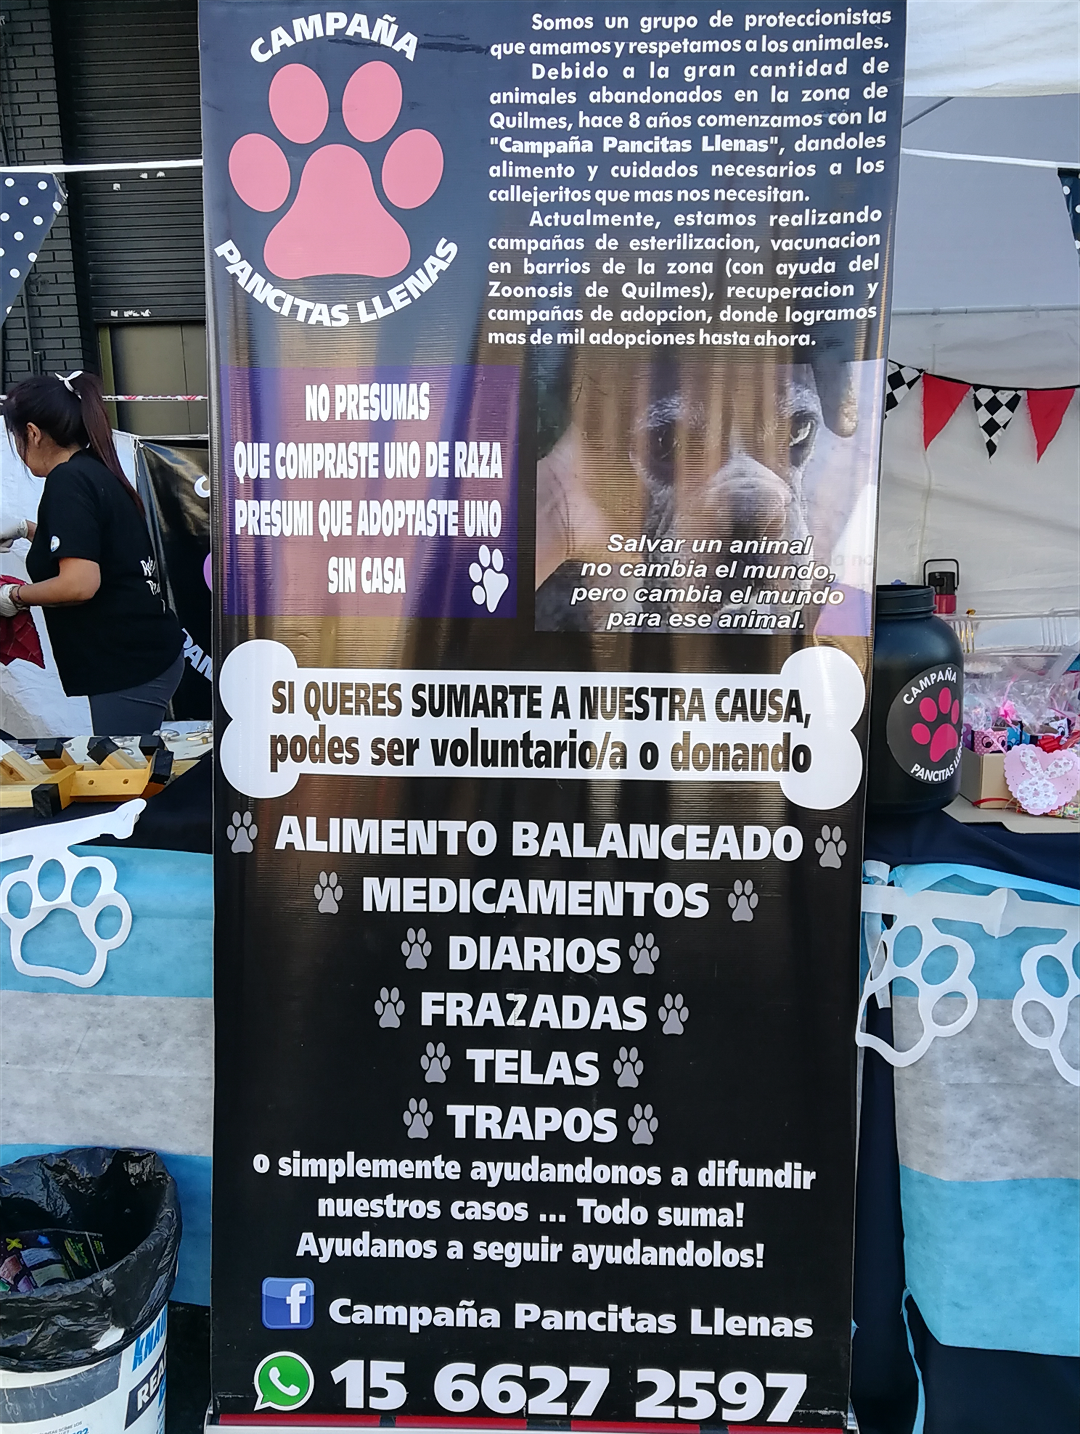 CAMPAÑA
PANCITAS LLENAS
Somos un grupo de proteccionistas
que amamos y respetamos a los animales.
Debido a la gran cantidad de
animales abandonados en la zona de
Quilmes, hace 8 años comenzamos con la
"Campaña Pancitas Llenas", dandoles
alimento y cuidados necesarios a los
callejeritos que mas nos necesitan.
Actualmente, estamos realizando
campañas de esterilizacion, vacunacion
en barrios de la zona (con ayuda del
Zoonosis de Quilmes), recuperacion y
campañas de adopcion, donde logramos
mas de mil adopciones hasta ahora.
NO PRESUMAS
QUE COMPRASTE UNO DE RAZA
PRESUMI QUE ADOPTASTE UNO
SIN CASA
Salvar un animal
no cambia el mundo,
pero cambia el mundo
para ese animal.
SI QUERES SUMARTE A NUESTRA CAUSA,
podes ser voluntario/a o donando
ALIMENTO BALANCEADO
MEDICAMENTOS
DIARIOS
FRAZADAS
TELAS
TRAPOS
o simplemente ayudandonos a difundir
nuestros casos ... Todo suma!
Ayudanos a seguir ayudandolos!
f Campaña Pancitas Llenas
15 6627 2597
CAMPAÑA
PANCITAS
PAN
KNAU
REA